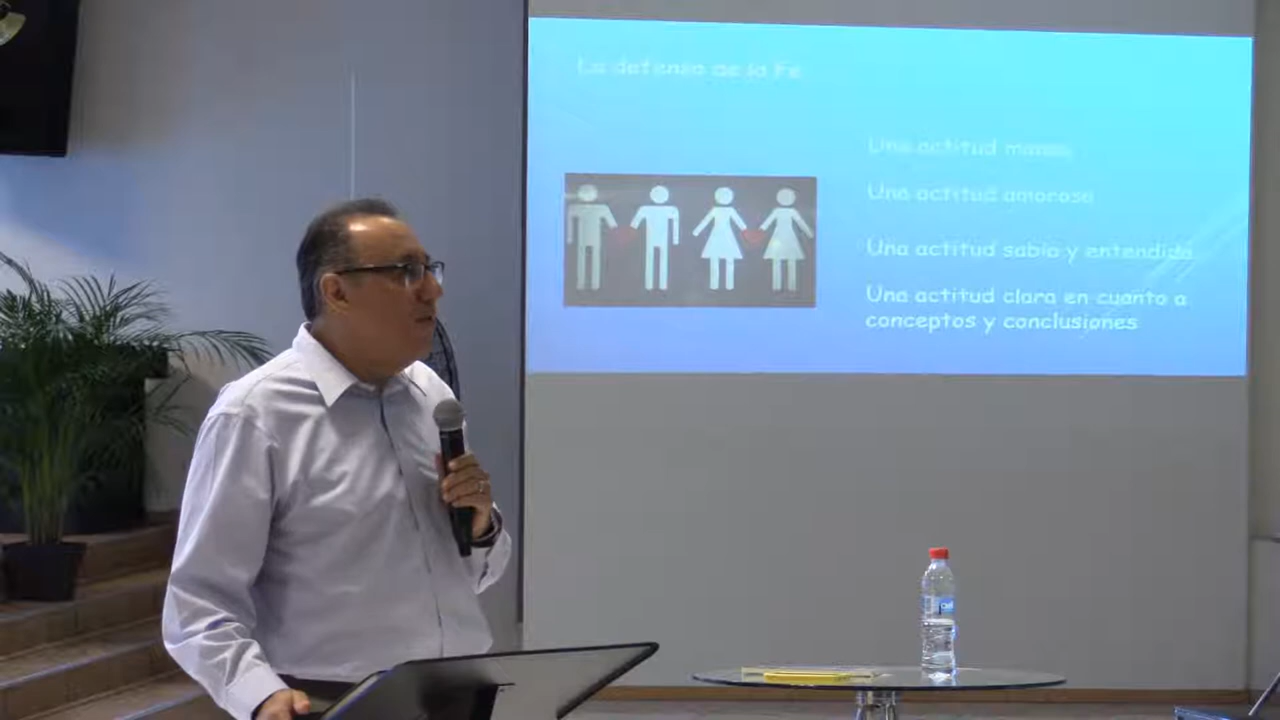 La defensa de la Fe
Una actitud mansa
Una actitud amorosa
Una actitud sabia y entendida
Una actitud clara en cuanto a
conceptos y conclusiones